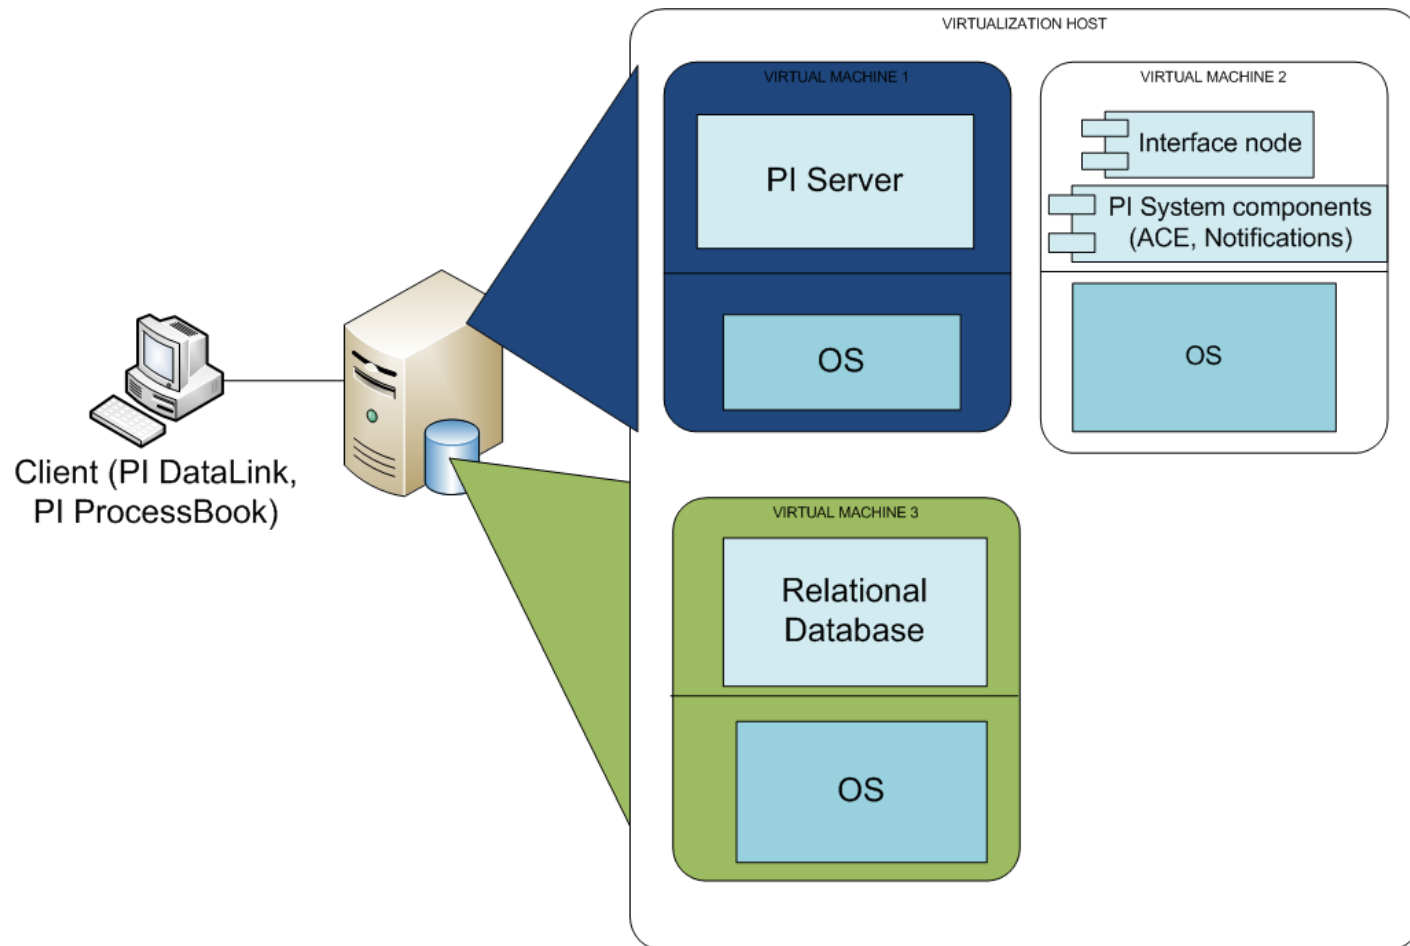 VIRTUALIZATION HOST
VIRTUAL MACHINE 1
PI Server
OS
VIRTUAL MACHINE 2
Interface node
PI System components
(ACE, Notifications)
OS
Client (PI DataLink,
PI ProcessBook)
VIRTUAL MACHINE 3
Relational
Database
OS